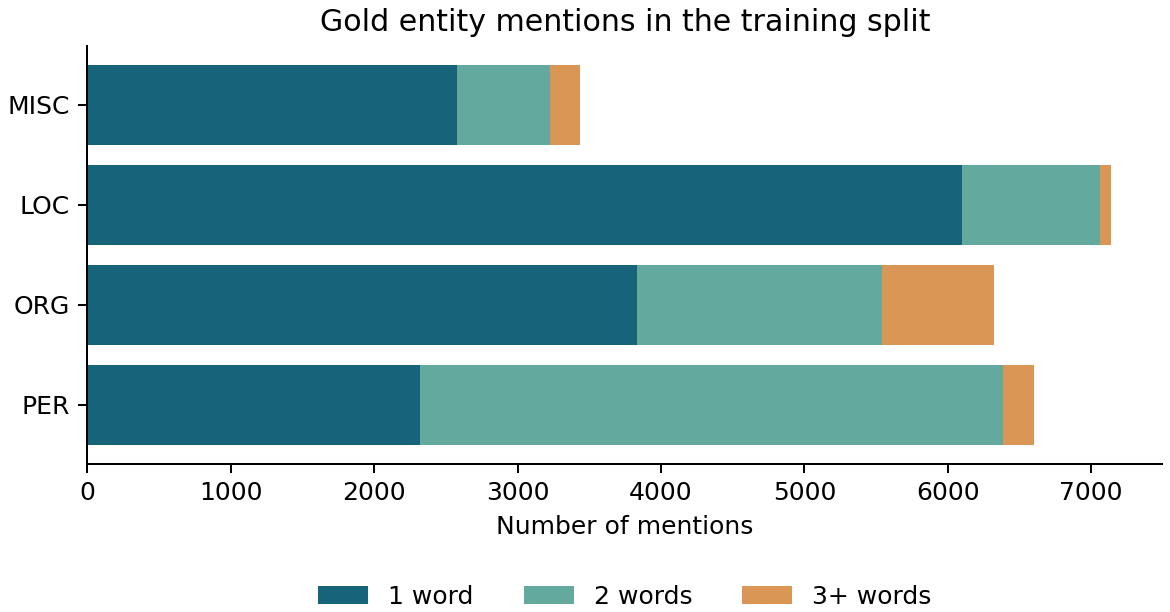 Gold entity mentions in the training split
MISC
LOC
ORG
PER
0 1000 2000 3000 4000 5000 6000 7000
Number of mentions
1 word 2 words 3+ words